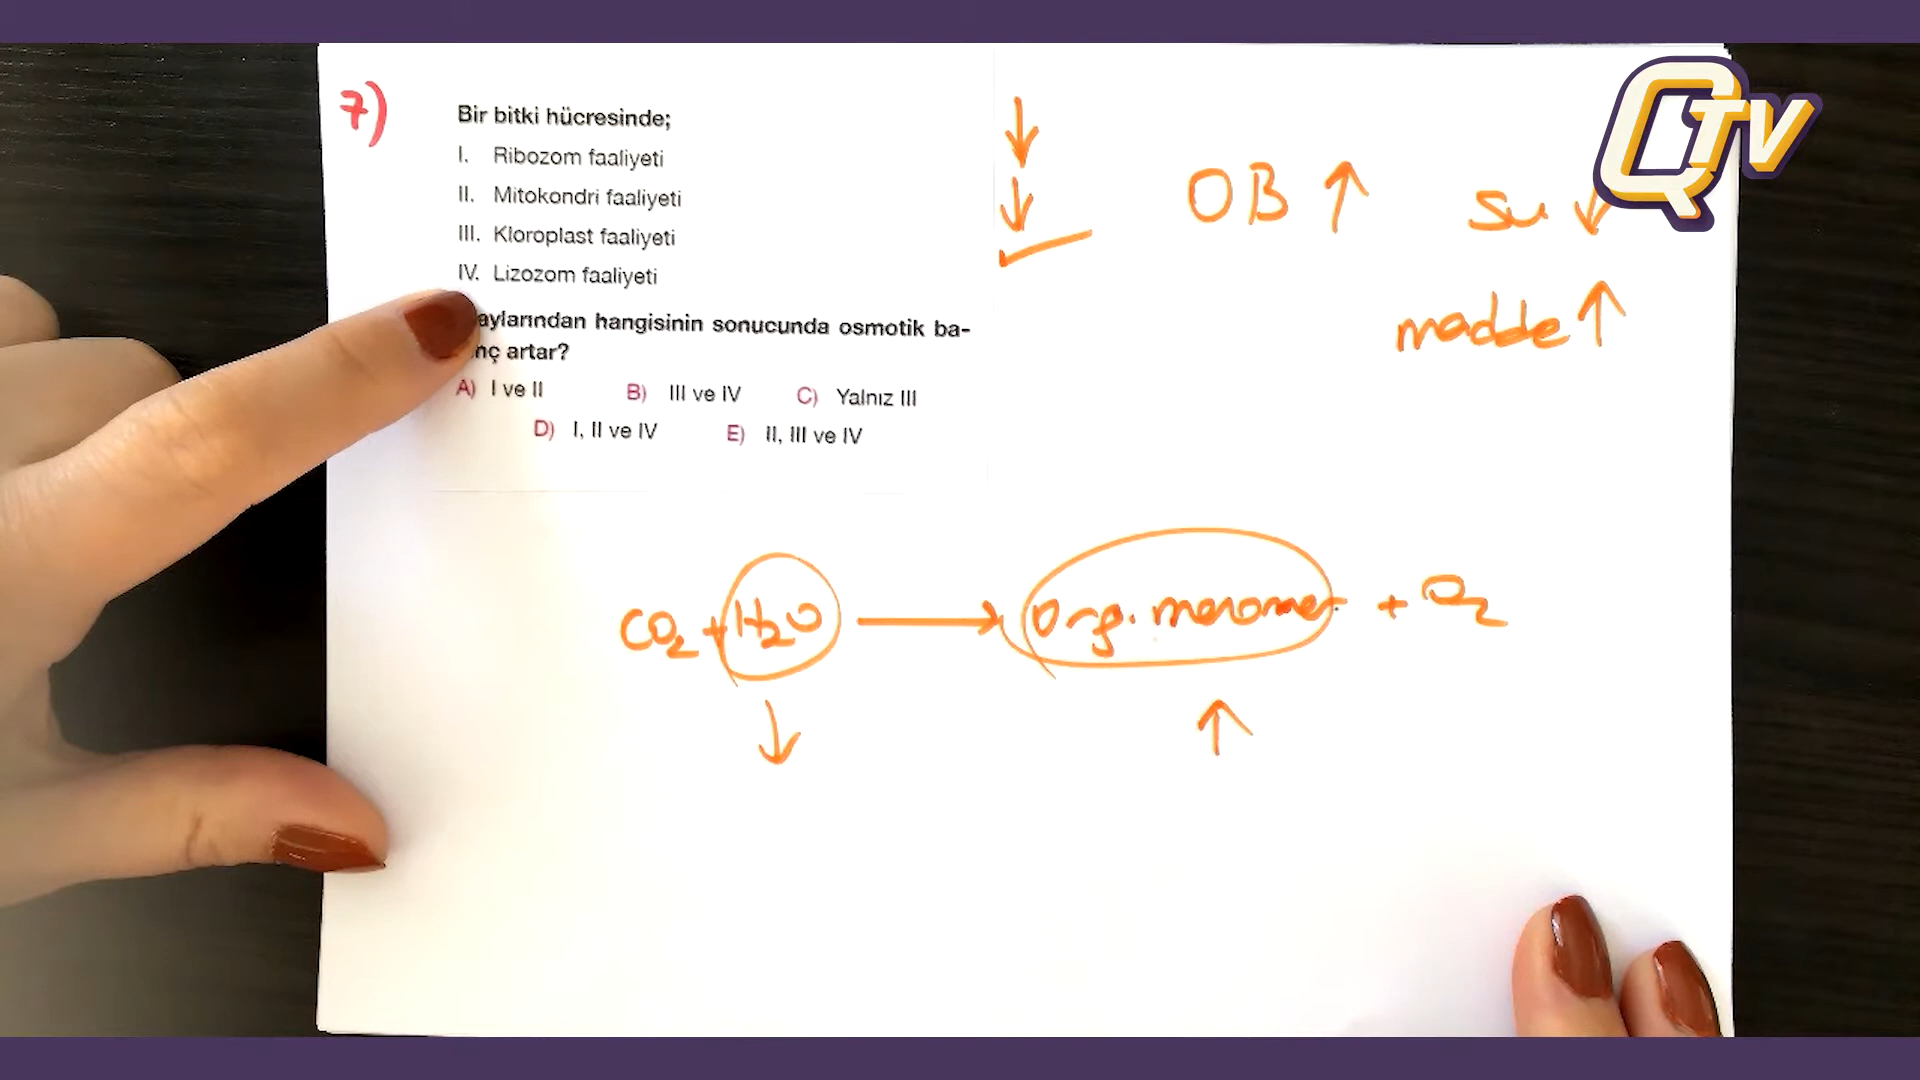 7)
Bir bitki hücresinde;
I. Ribozom faaliyeti
II. Mitokondri faaliyeti
III. Kloroplast faaliyeti
IV. Lizozom faaliyeti
aylarından hangisinin sonucunda osmotik ba-
nç artar?
A) I ve II B) III ve IV C) Yalnız III
D) I, II ve IV E) II, III ve IV
↓
↓
OB ↑ su ↓
madde ↑
CO₂ + H₂O → Org. monomer + O₂
↓ ↑
QTV